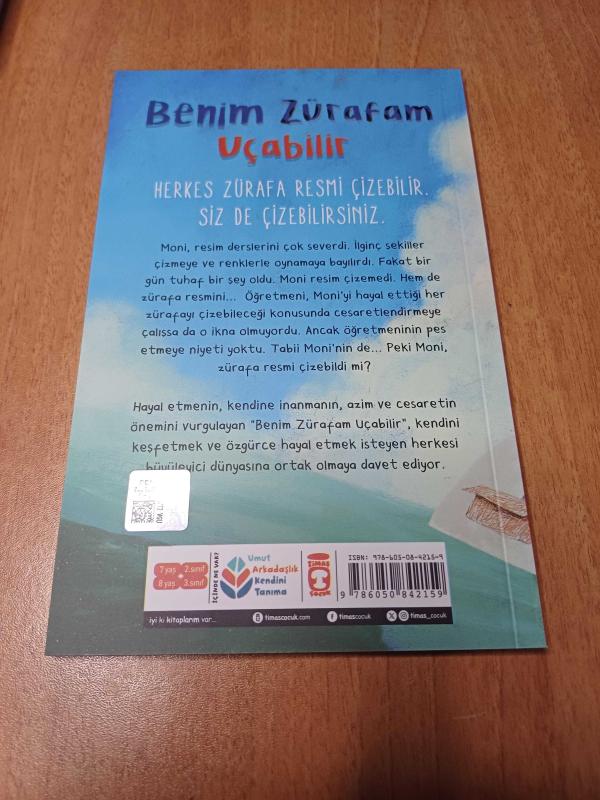 Benim Zürafam
Uçabilir
HERKES ZÜRAFA RESMİ ÇİZEBİLİR.
SİZ DE ÇİZEBİLİRSİNİZ.
Moni, resim derslerini çok severdi. İlginç şekiller
çizmeye ve renklerle oynamaya bayılırdı. Fakat bir
gün tuhaf bir şey oldu. Moni resim çizemedi. Hem de
zürafa resmini... Öğretmeni, Moni'yi hayal ettiği her
zürafayı çizebileceği konusunda cesaretlendirmeye
çalışsa da o ikna olmuyordu. Ancak öğretmeninin pes
etmeye niyeti yoktu. Tabii Moni'nin de... Peki Moni,
zürafa resmi çizebildi mi?
Hayal etmenin, kendine inanmanın, azim ve cesaretin
önemini vurgulayan "Benim Zürafam Uçabilir", kendini
keşfetmek ve özgürce hayal etmek isteyen herkesi
büyüleyici dünyasına ortak olmaya davet ediyor.
7 yaş 2.sınıf
8 yaş 3.sınıf
İÇİNDE NE VAR?
Umut
Arkadaşlık
Kendini
Tanıma
TİMAŞ
ÇOCUK
ISBN: 978-605-08-4215-9
9 786050 842159
iyi ki kitaplarım var...
timascocuk.com
timascocuk
timas_cocuk